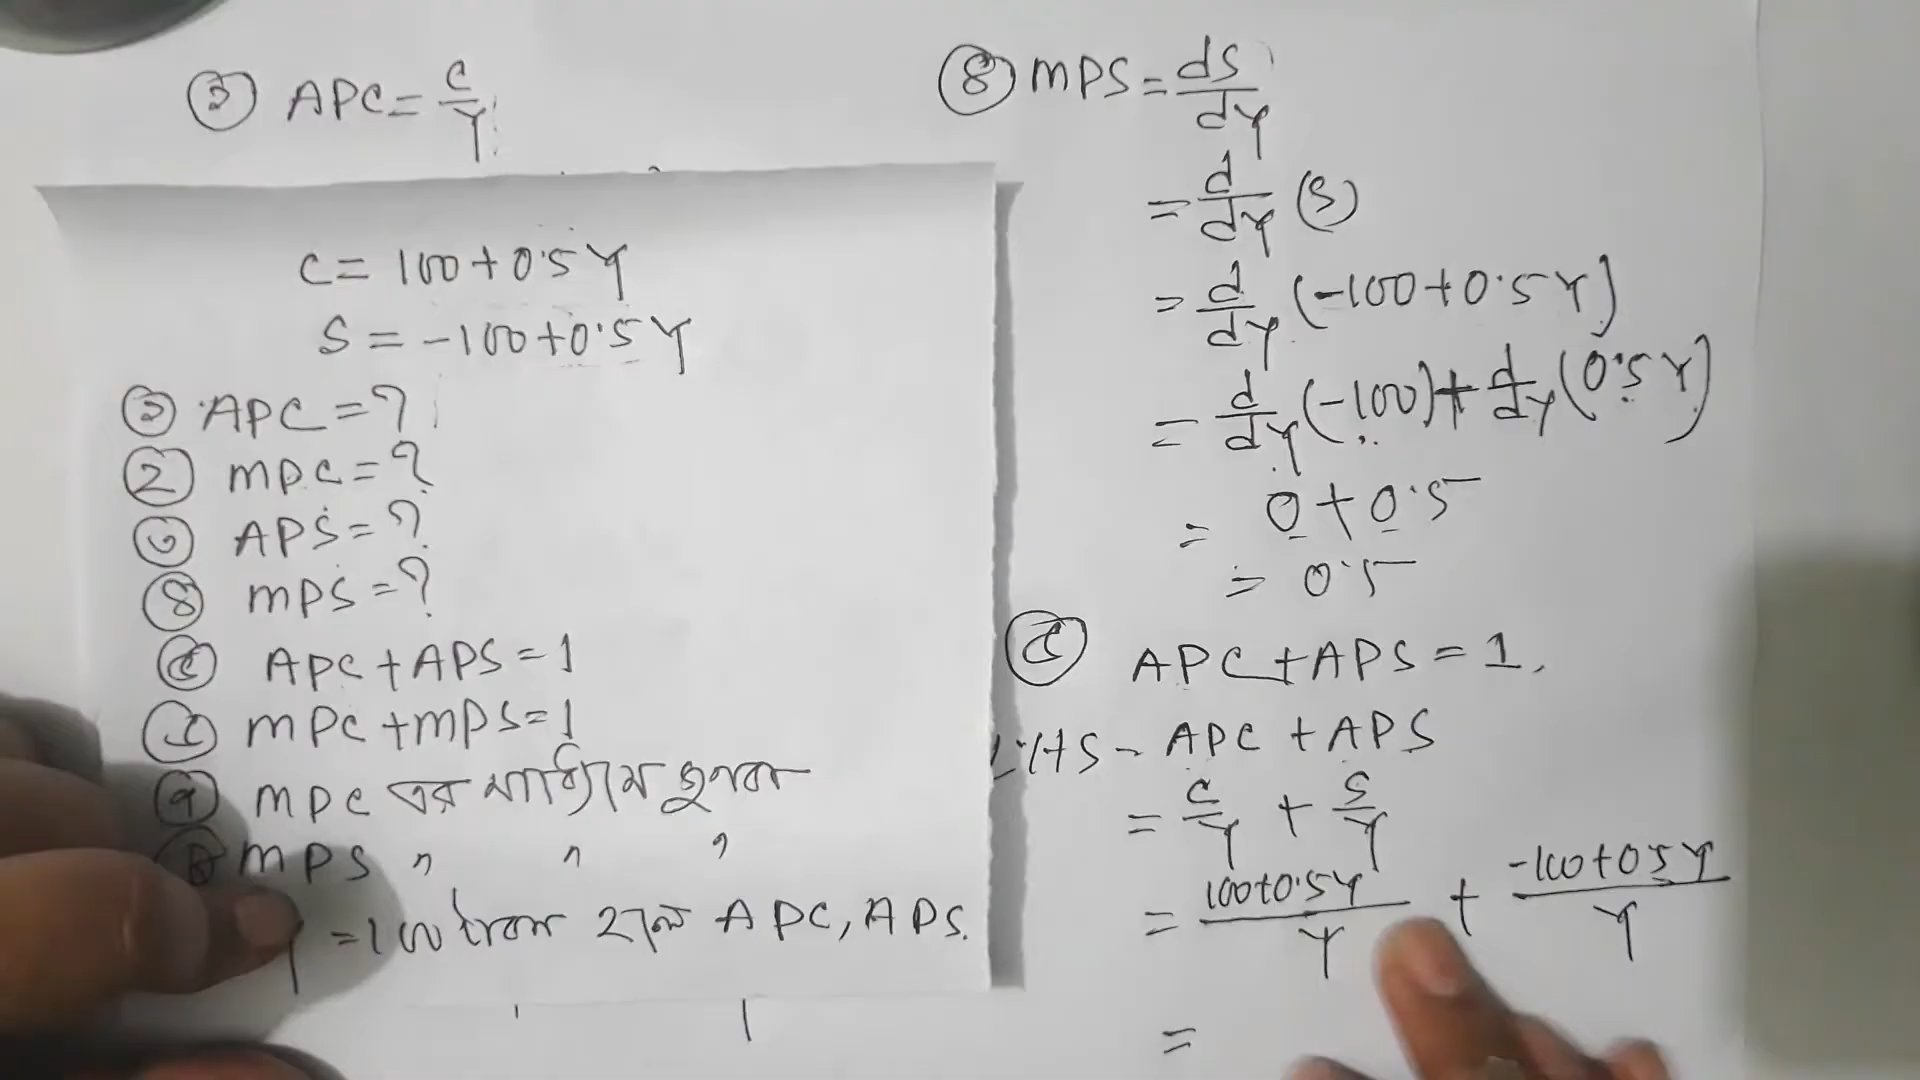 ১ APC = C/Y
C = 100 + 0.5Y
S = -100 + 0.5Y
১ APC = ?
২ MPC = ?
৩ APS = ?
৪ MPS = ?
৫ APC + APS = 1
৬ MPC + MPS = 1
৭ MPC এর মাধ্যমে গুণক
৮ MPS " " "
Y = 100 টাকা হলে APC, APS.
৪ MPS = dS/dY
= d/dY (S)
= d/dY (-100 + 0.5Y)
= d/dY (-100) + d/dY (0.5Y)
= 0 + 0.5
= 0.5
৫ APC + APS = 1,
L.H.S - APC + APS
= C/Y + S/Y
= 100+0.5Y/Y + -100+0.5Y/Y
=